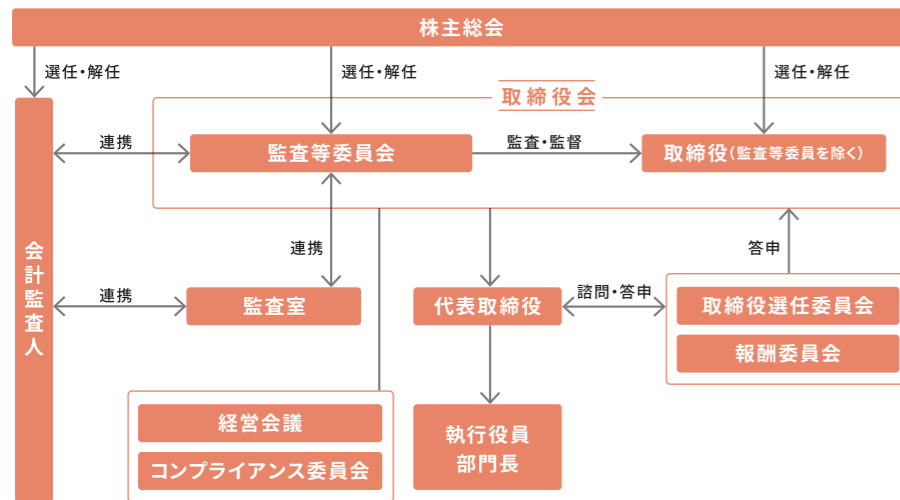 株主総会
選任・解任
選任・解任
選任・解任
取締役会
連携
監査等委員会
監査・監督
取締役(監査等委員を除く)
会計監査人
連携
答申
連携
監査室
代表取締役
諮問・答申
取締役選任委員会
報酬委員会
経営会議
コンプライアンス委員会
執行役員
部門長